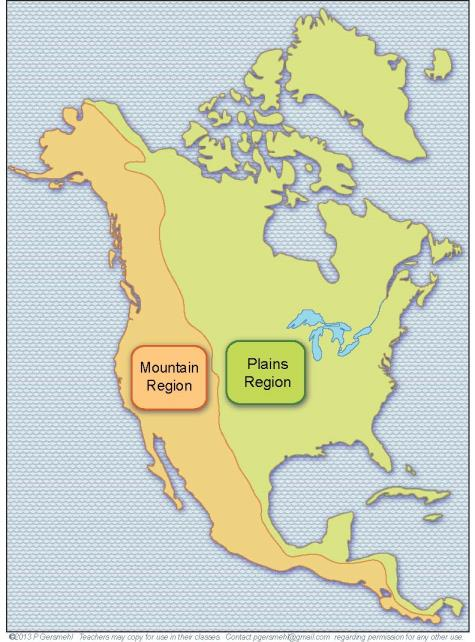 Mountain
Region
Plains
Region
©2013 P Gersmehl Teachers may copy for use in their classes. Contact pgersmehl@gmail.com regarding permission for any other use.